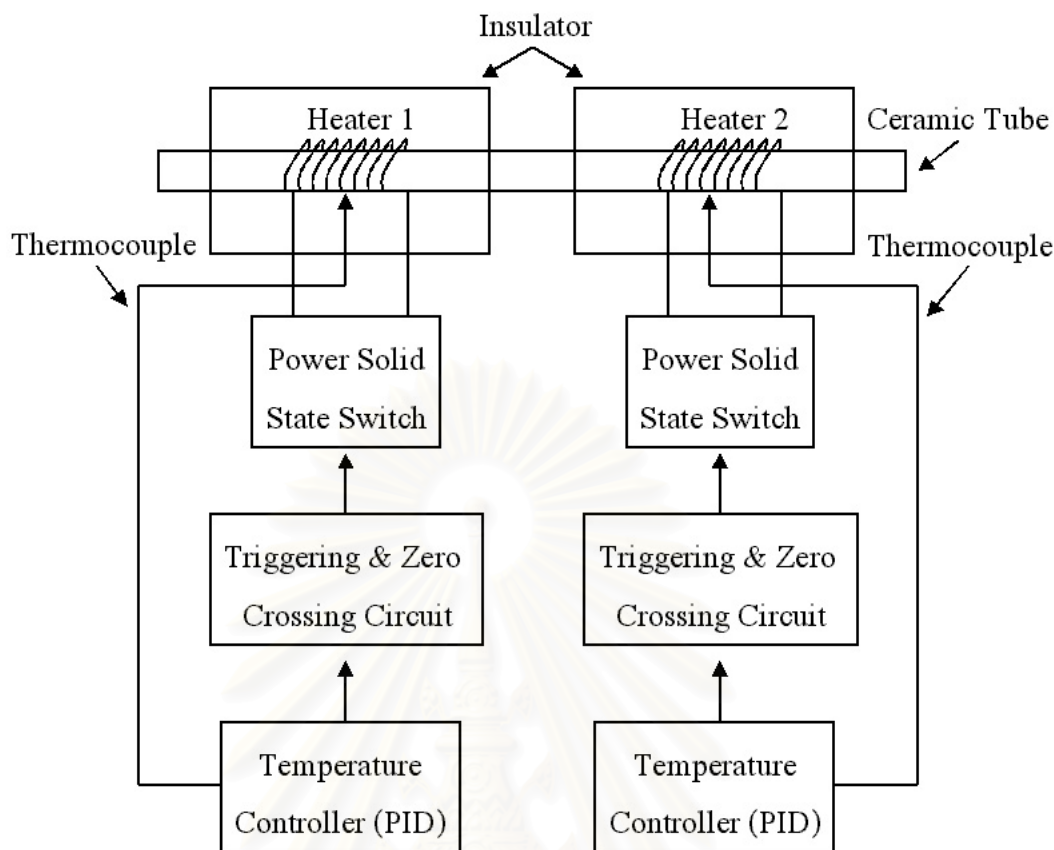 Insulator
Heater 1
Heater 2
Ceramic Tube
Thermocouple
Thermocouple
Power Solid
State Switch
Power Solid
State Switch
Triggering & Zero
Crossing Circuit
Triggering & Zero
Crossing Circuit
Temperature
Controller (PID)
Temperature
Controller (PID)